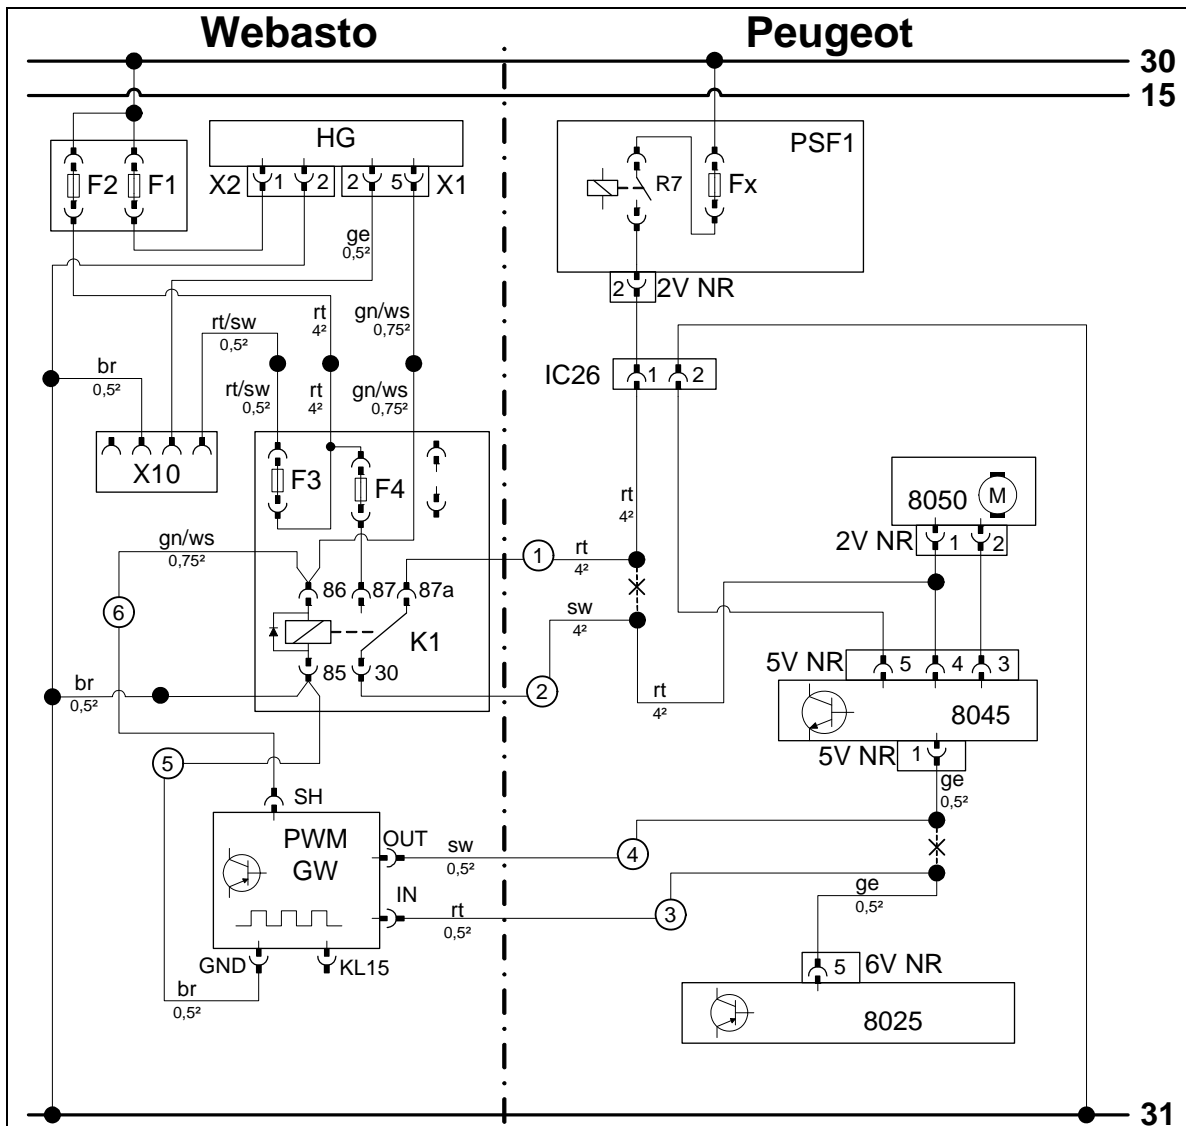 Webasto Peugeot
30
15
HG PSF1
F2 F1 X2 1 2 2 5 X1 R7 Fx
ge
0,5²
2 2V NR
rt/sw
0,5²
rt
4²
gn/ws
0,75²
br
0,5²
IC26 1 2
rt/sw
0,5²
rt
4²
gn/ws
0,75²
X10 F3 F4
8050 M
rt
4²
2V NR 1 2
gn/ws
0,75²
1 rt
4²
86 87 87a
6
sw
4²
K1
85 30
5V NR 5 4 3
br
0,5²
2 rt
4²
8045
5V NR 1
5
ge
0,5²
SH
PWM
GW
OUT sw
0,5²
4
IN rt
0,5²
3
ge
0,5²
GND KL15
5 6V NR
br
0,5²
8025
31